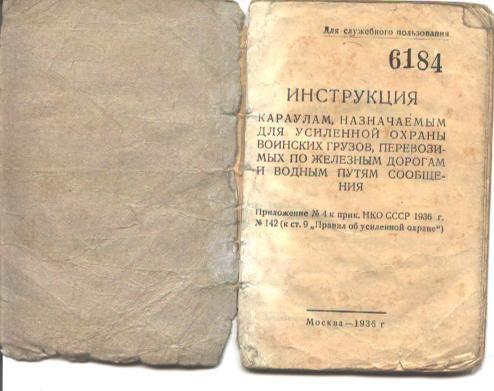 Для служебного пользования
6184
ИНСТРУКЦИЯ
КАРАУЛАМ, НАЗНАЧАЕМЫМ
ДЛЯ УСИЛЕННОЙ ОХРАНЫ
ВОИНСКИХ ГРУЗОВ, ПЕРЕВОЗИ-
МЫХ ПО ЖЕЛЕЗНЫМ ДОРОГАМ
И ВОДНЫМ ПУТЯМ СООБЩЕ-
НИЯ
Приложение № 4 к прик. НКО СССР 1936 г.
№ 142 (к ст. 9 „Правил об усиленной охране“)
Москва—1936 г